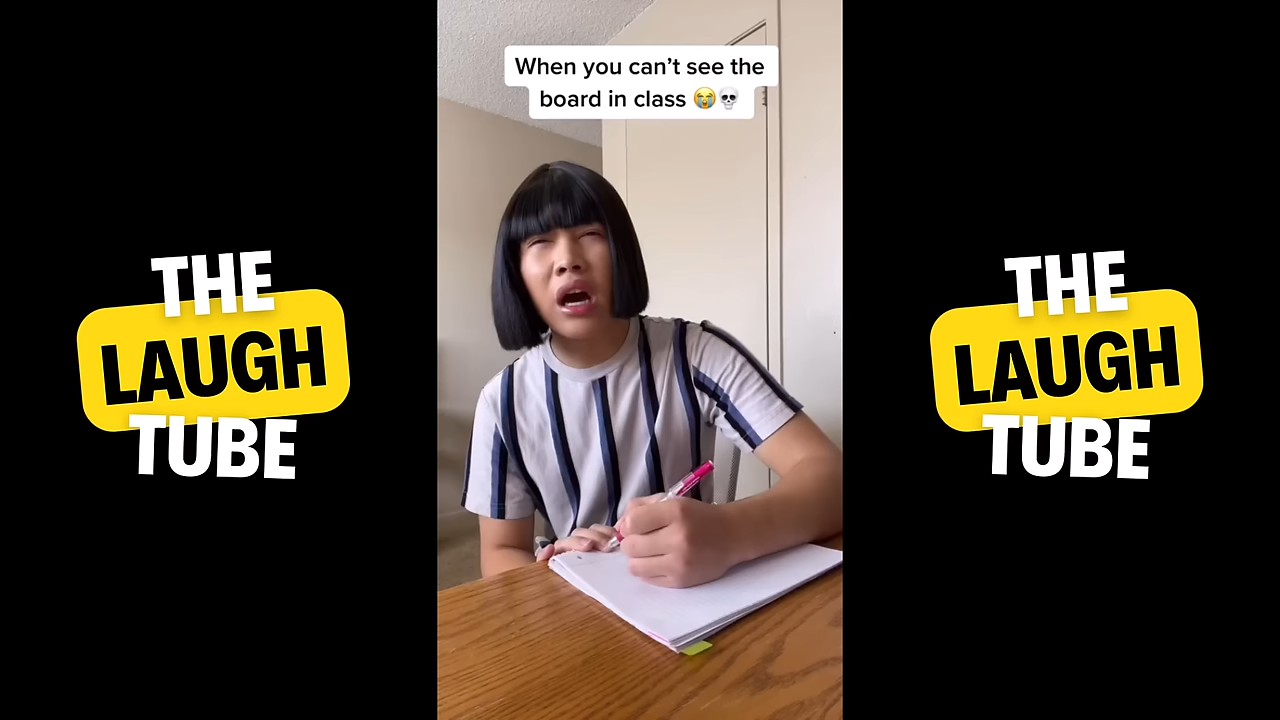 When you can't see the
board in class 😭💀
THE
LAUGH
TUBE
THE
LAUGH
TUBE